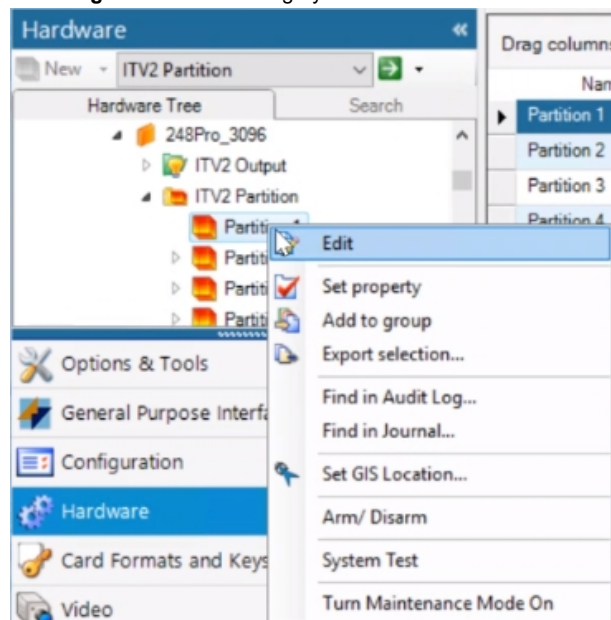 Hardware
New
ITV2 Partition
Hardware Tree
Search
248Pro_3096
ITV2 Output
ITV2 Partition
Drag column
Nam
Partition 1
Partition 2
Partition 3
Partition 4
Edit
Set property
Add to group
Export selection...
Find in Audit Log...
Find in Journal...
Set GIS Location...
Arm/ Disarm
System Test
Turn Maintenance Mode On
Options & Tools
General Purpose Interfa
Configuration
Hardware
Card Formats and Keys
Video